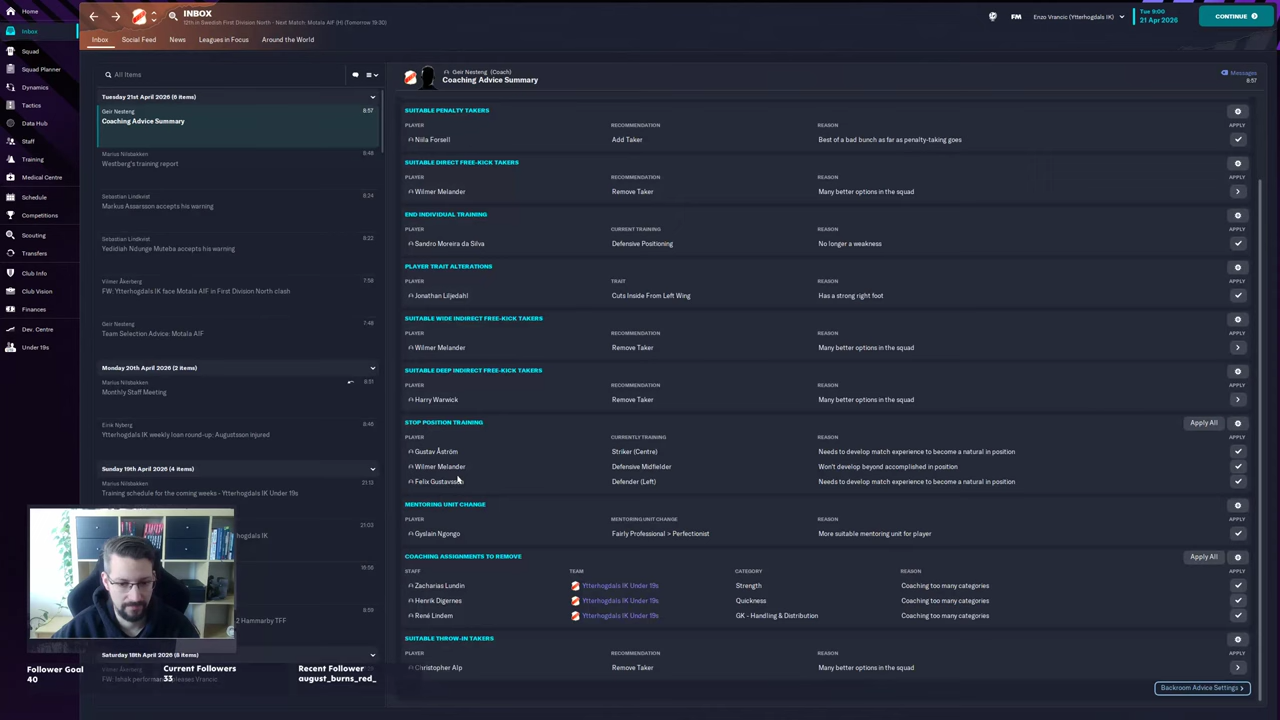 Home
Inbox
Squad
Squad Planner
Dynamics
Tactics
Data Hub
Staff
Training
Medical Centre
Schedule
Competitions
Scouting
Transfers
Club Info
Club Vision
Finances
Dev. Centre
Under 19s
INBOX
12th in Swedish First Division North - Next Match: Motala AIF (H) (Tomorrow 19:30)
FM
Enzo Vrancic (Ytterhogdals IK)
Tue 9:00
21 Apr 2026
CONTINUE
Inbox Social Feed News Leagues in Focus Around the World
All Items
Tuesday 21st April 2026 (6 items)
Geir Nesteng 8:57
Coaching Advice Summary
Marius Nilsbakken 8:48
Westberg's training report
Sebastian Lindkvist 8:24
Markus Assarsson accepts his warning
Sebastian Lindkvist 8:22
Yedidiah Ndunge Muteba accepts his warning
Vilmer Åkerberg 7:58
FW: Ytterhogdals IK face Motala AIF in First Division North clash
Geir Nesteng 7:48
Team Selection Advice: Motala AIF
Monday 20th April 2026 (2 items)
Marius Nilsbakken 8:31
Monthly Staff Meeting
Eirik Nyberg 8:46
Ytterhogdals IK weekly loan round-up: Augustsson injured
Sunday 19th April 2026 (4 items)
Marius Nilsbakken 21:13
Training schedule for the coming weeks - Ytterhogdals IK Under 19s
21:03
16:56
8:59
2 Hammarby TFF
Saturday 18th April 2026 (8 items)
Geir Nesteng (Coach)
Coaching Advice Summary
Messages
8:57
SUITABLE PENALTY TAKERS
PLAYER RECOMMENDATION REASON APPLY
Niila Forsell Add Taker Best of a bad bunch as far as penalty-taking goes
SUITABLE DIRECT FREE-KICK TAKERS
PLAYER RECOMMENDATION REASON APPLY
Wilmer Melander Remove Taker Many better options in the squad
END INDIVIDUAL TRAINING
PLAYER CURRENT TRAINING REASON APPLY
Sandro Moreira da Silva Defensive Positioning No longer a weakness
PLAYER TRAIT ALTERATIONS
PLAYER TRAIT REASON APPLY
Jonathan Liljedahl Cuts Inside From Left Wing Has a strong right foot
SUITABLE WIDE INDIRECT FREE-KICK TAKERS
PLAYER RECOMMENDATION REASON APPLY
Wilmer Melander Remove Taker Many better options in the squad
SUITABLE DEEP INDIRECT FREE-KICK TAKERS
PLAYER RECOMMENDATION REASON APPLY
Harry Warwick Remove Taker Many better options in the squad
STOP POSITION TRAINING Apply All
PLAYER CURRENTLY TRAINING REASON APPLY
Gustav Åström Striker (Centre) Needs to develop match experience to become a natural in position
Wilmer Melander Defensive Midfielder Won't develop beyond accomplished in position
Felix Gustavsson Defender (Left) Needs to develop match experience to become a natural in position
MENTORING UNIT CHANGE
PLAYER MENTORING UNIT CHANGE REASON APPLY
Gyslain Ngongo Fairly Professional > Perfectionist More suitable mentoring unit for player
COACHING ASSIGNMENTS TO REMOVE Apply All
STAFF TEAM CATEGORY REASON APPLY
Zacharias Lundin Ytterhogdals IK Under 19s Strength Coaching too many categories
Henrik Digernes Ytterhogdals IK Under 19s Quickness Coaching too many categories
René Lindem Ytterhogdals IK Under 19s GK - Handling & Distribution Coaching too many categories
SUITABLE THROW-IN TAKERS
PLAYER RECOMMENDATION REASON APPLY
Christopher Alp Remove Taker Many better options in the squad
Backroom Advice Settings
Follower Goal
40
Current Followers
33
Recent Follower
august_burns_red_